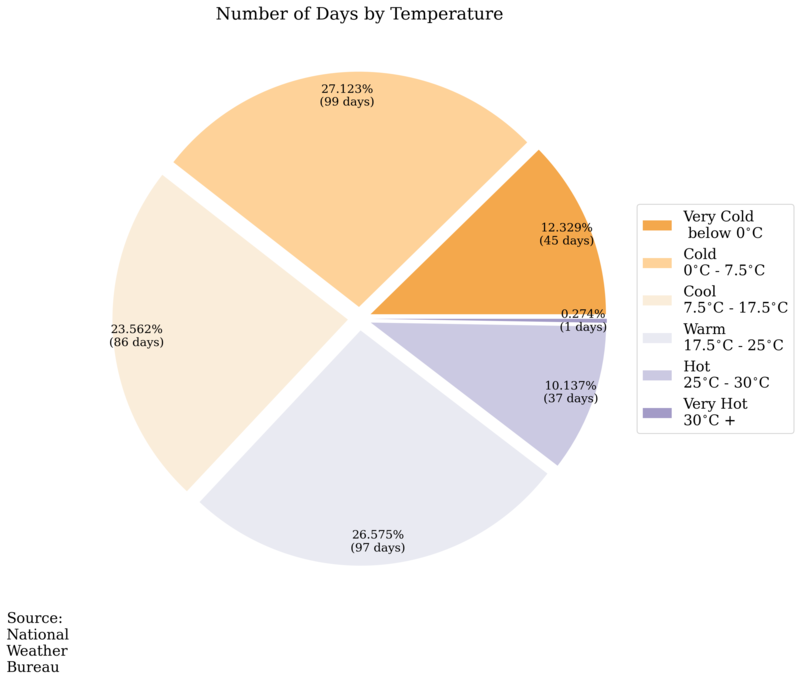 Number of Days by Temperature
27.123%
(99 days)
12.329%
(45 days)
0.274%
(1 days)
23.562%
(86 days)
10.137%
(37 days)
26.575%
(97 days)
Very Cold
below 0°C
Cold
0°C - 7.5°C
Cool
7.5°C - 17.5°C
Warm
17.5°C - 25°C
Hot
25°C - 30°C
Very Hot
30°C +
Source:
National
Weather
Bureau